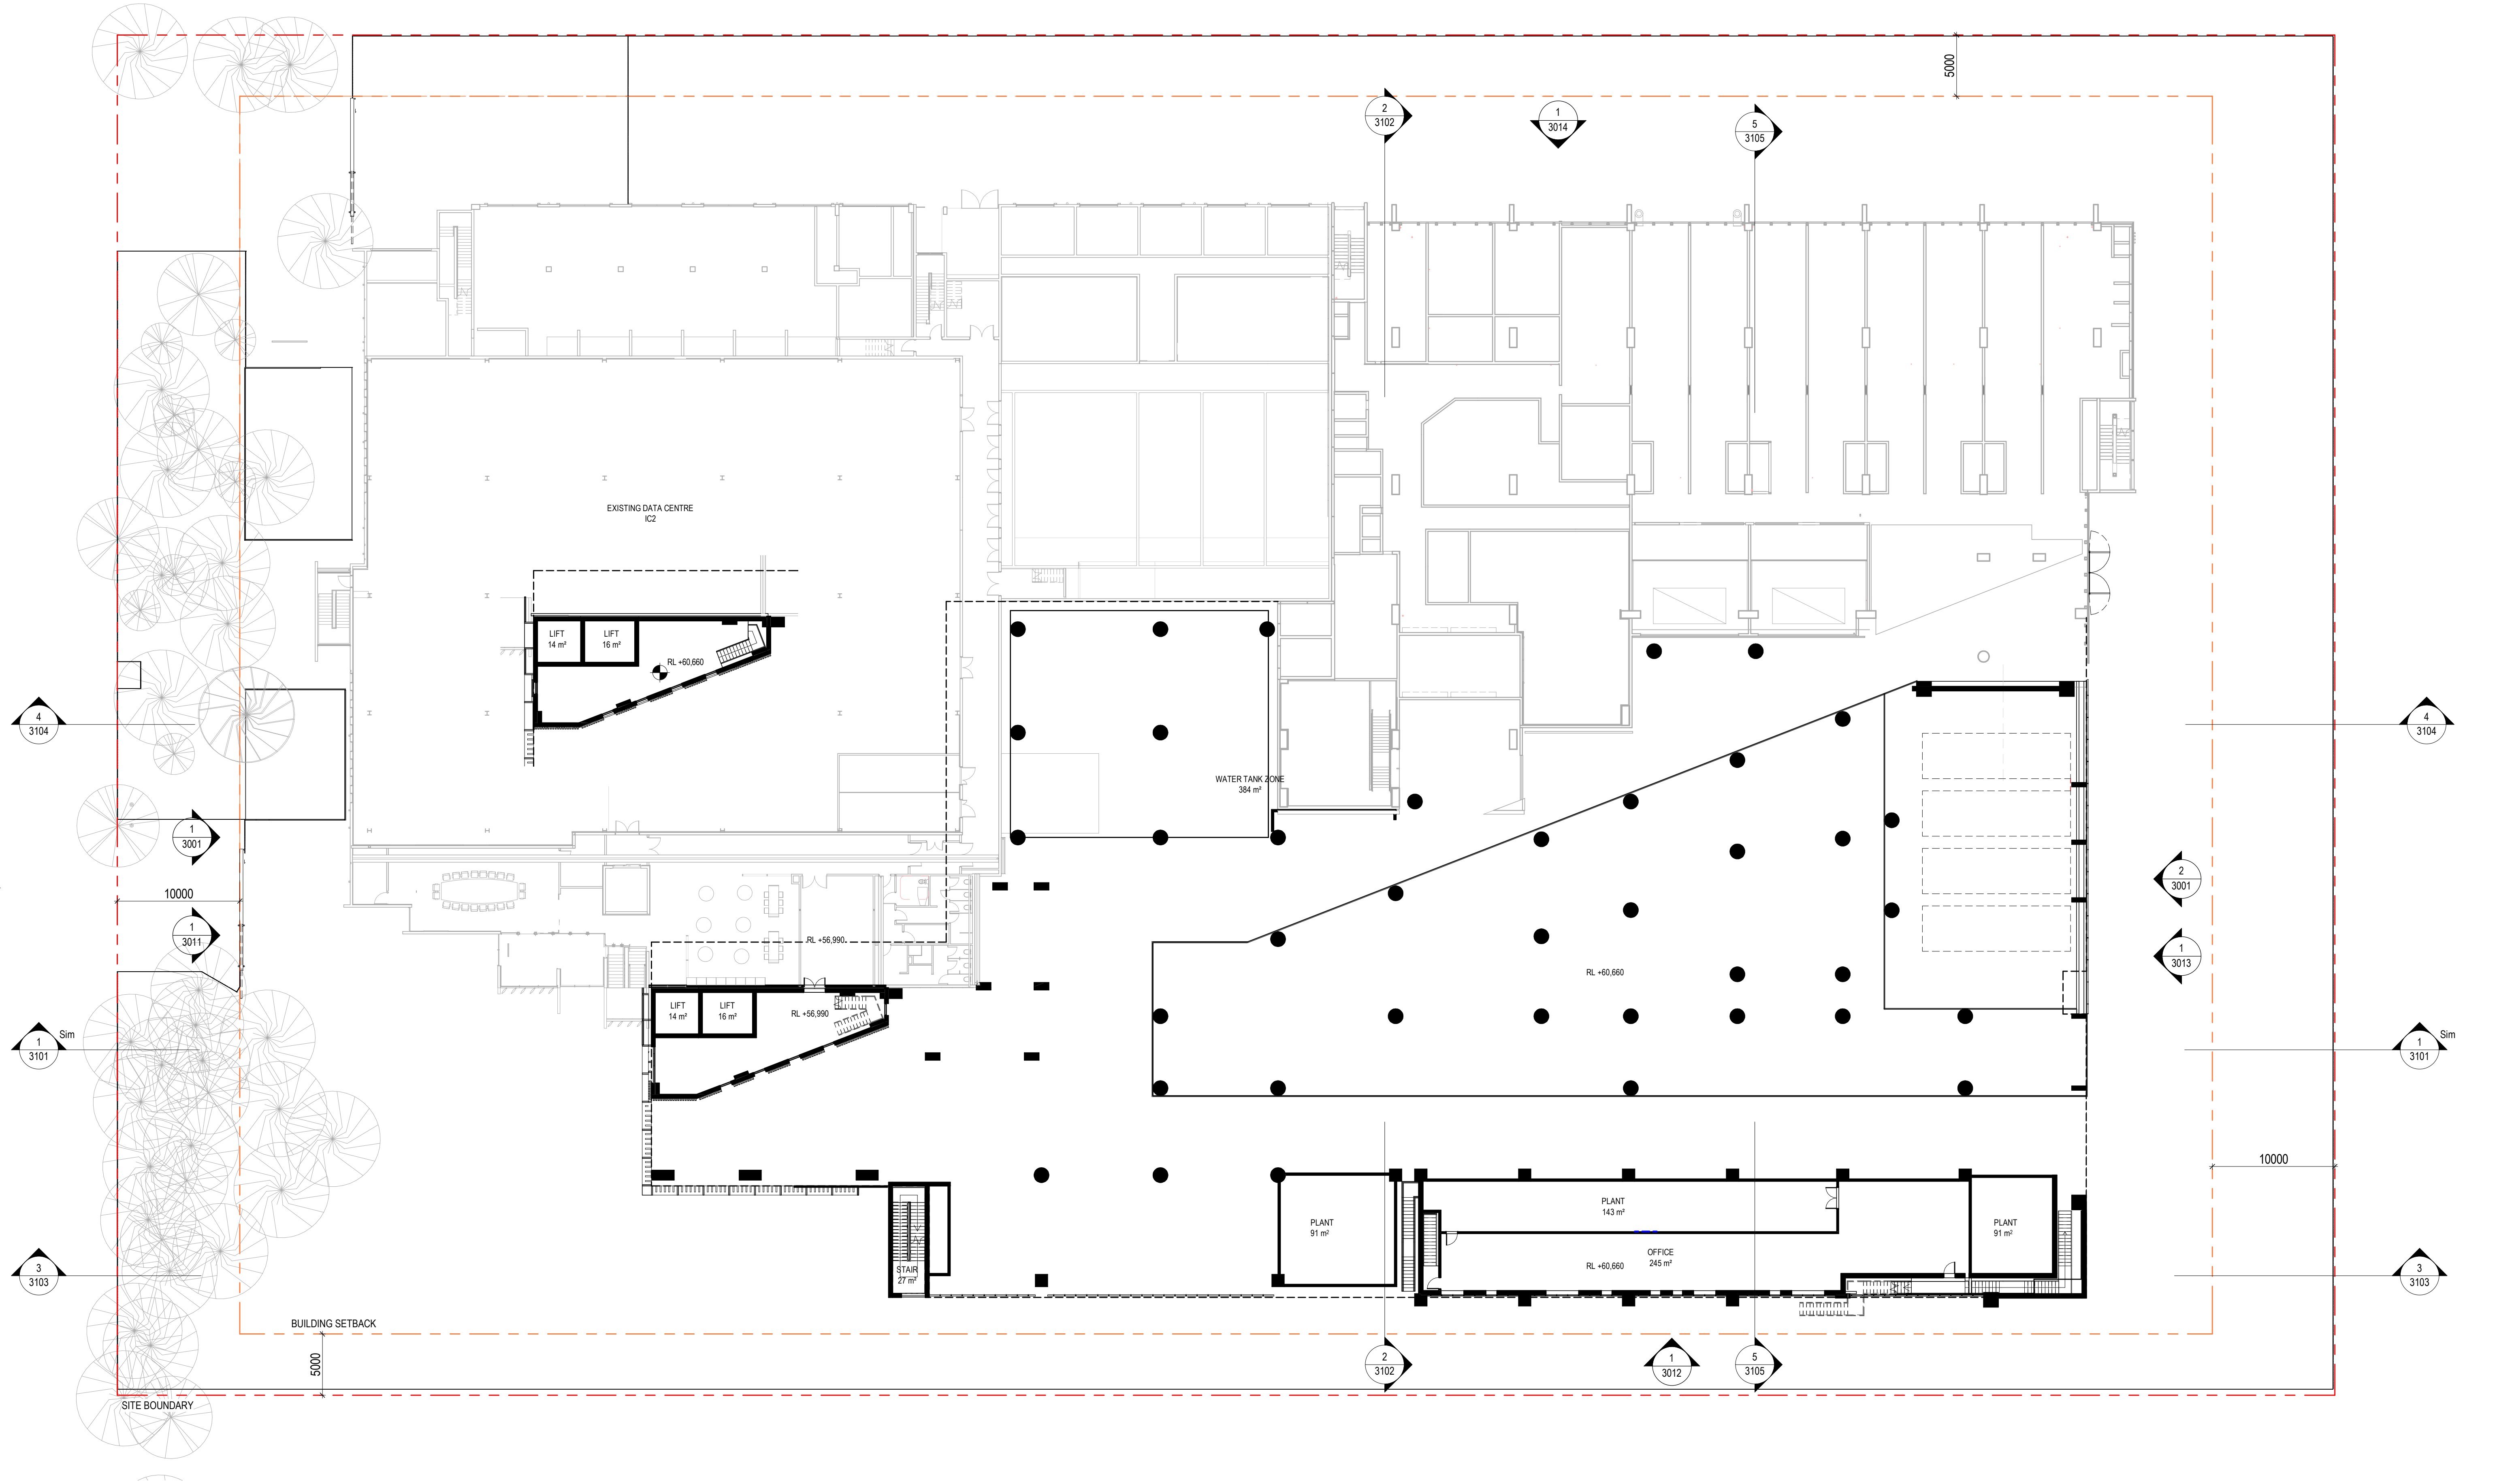 5000
2
3102
1
3014
5
3105
EXISTING DATA CENTRE
IC2
LIFT
14 m²
LIFT
16 m²
RL +60,660
4
3104
4
3104
WATER TANK ZONE
384 m²
1
3001
2
3001
10000
1
3011
RL +56,990
1
3013
RL +60,660
LIFT
14 m²
LIFT
16 m²
RL +56,990
Sim
1
3101
Sim
1
3101
10000
PLANT
143 m²
PLANT
91 m²
PLANT
91 m²
OFFICE
245 m²
RL +60,660
STAIR
27 m²
3
3103
3
3103
BUILDING SETBACK
5000
2
3102
1
3012
5
3105
SITE BOUNDARY